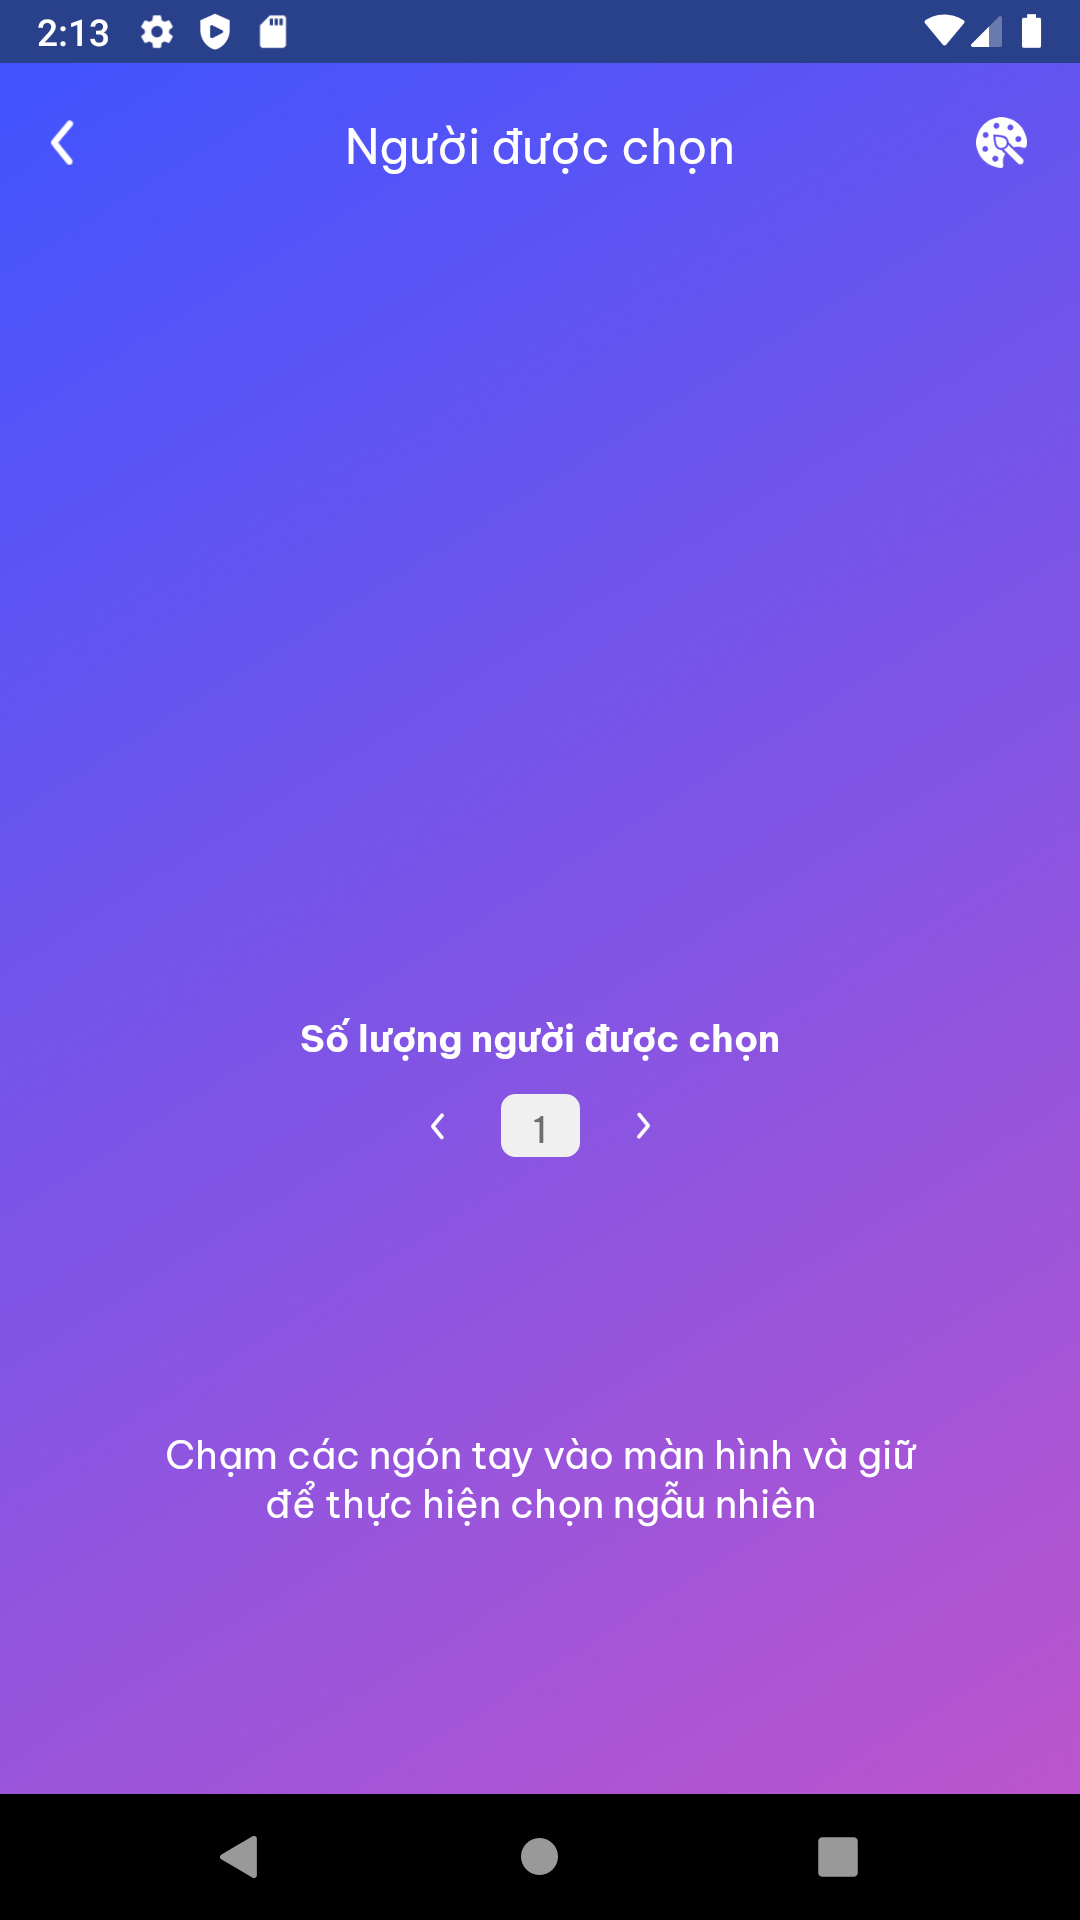 2:13
Người được chọn
Số lượng người được chọn
1
Chạm các ngón tay vào màn hình và giữ
để thực hiện chọn ngẫu nhiên